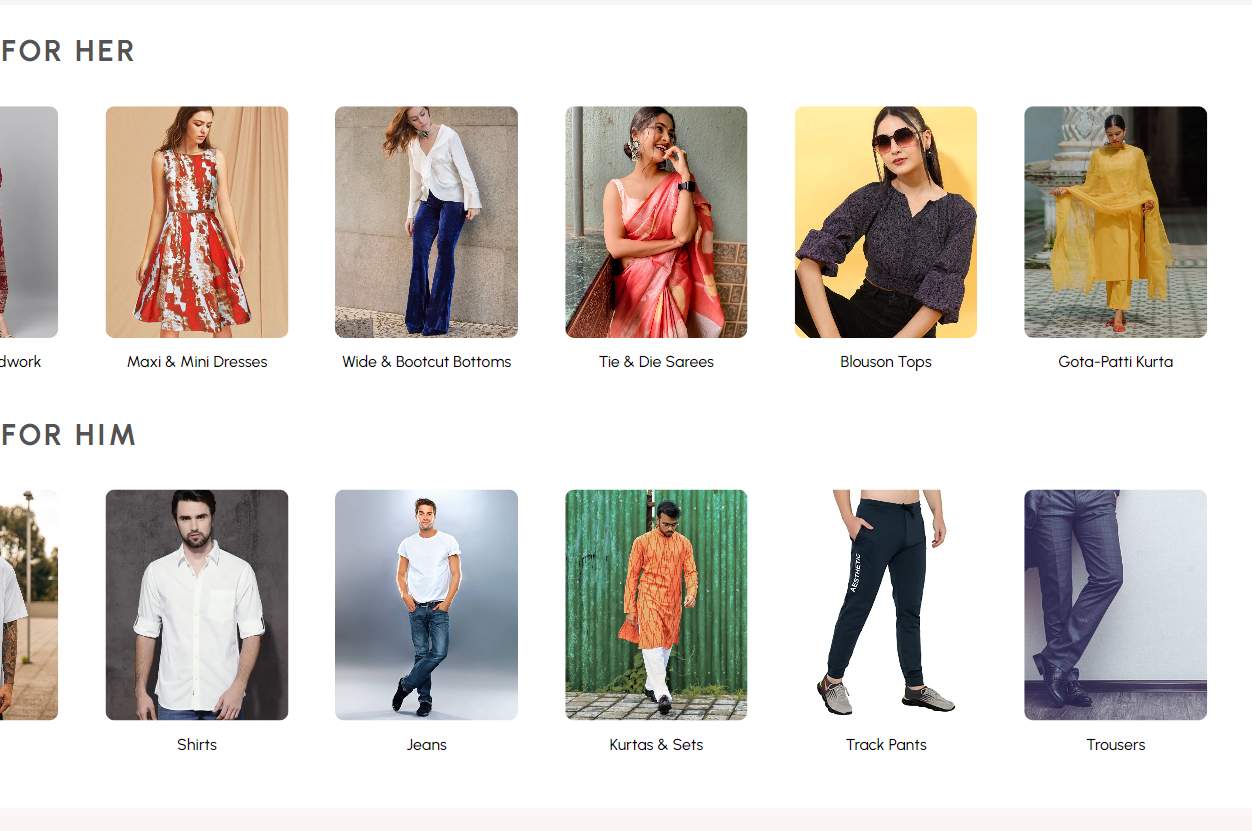 FOR HER
dwork
Maxi & Mini Dresses
Wide & Bootcut Bottoms
Tie & Die Sarees
Blouson Tops
Gota-Patti Kurta
FOR HIM
AESTHETIC
Shirts
Jeans
Kurtas & Sets
Track Pants
Trousers